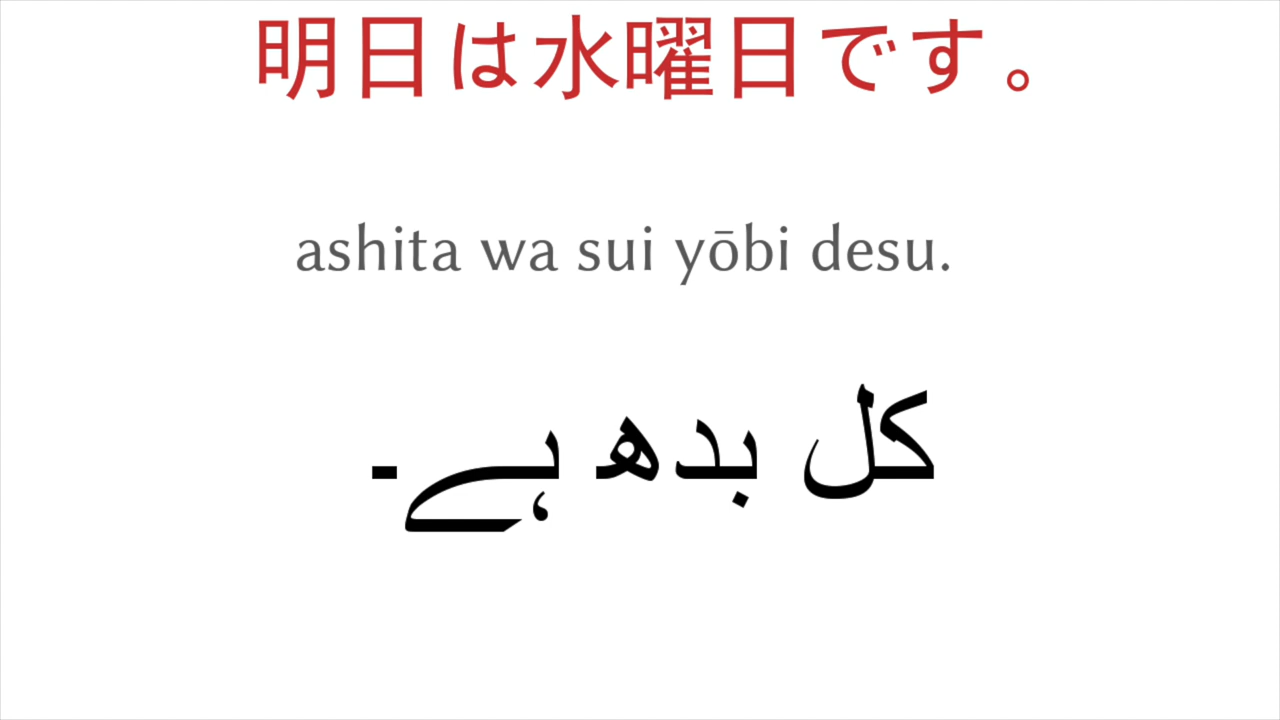 明日は水曜日です。
ashita wa sui yōbi desu.
کل بدھ ہے۔